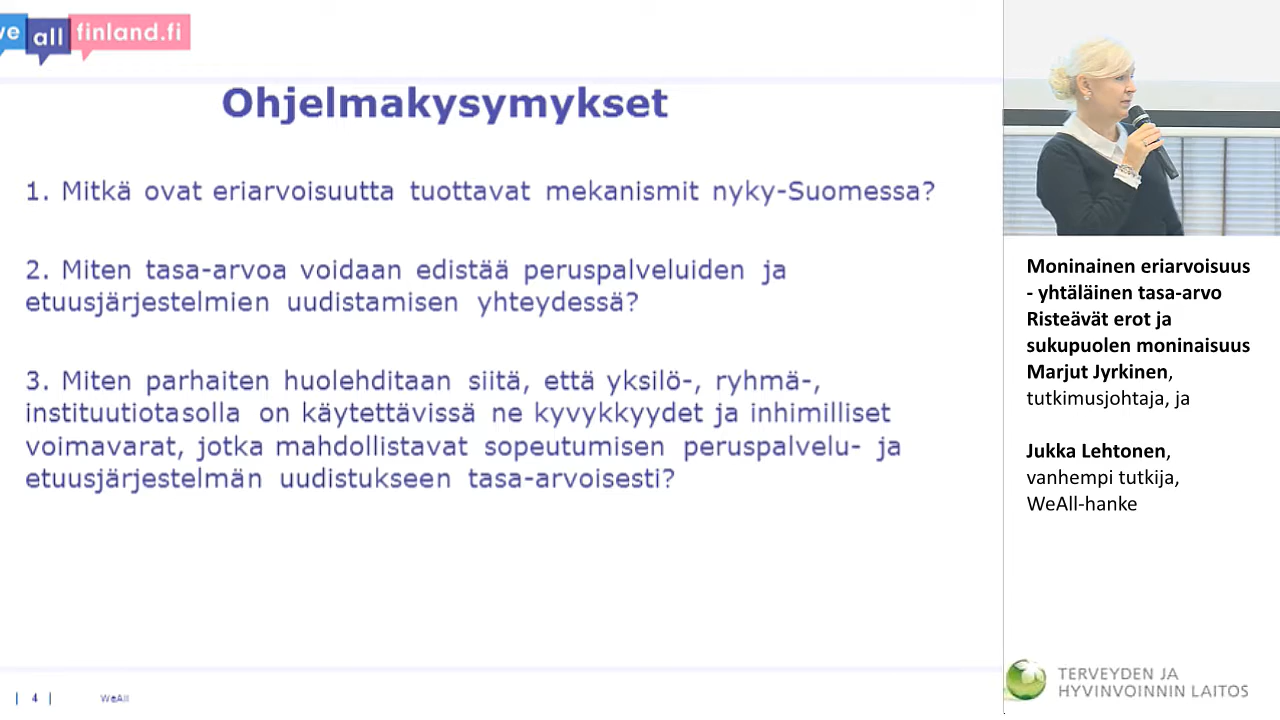 all
finland.fi
Ohjelmakysymykset
1. Mitkä ovat eriarvoisuutta tuottavat mekanismit nyky-Suomessa?
2. Miten tasa-arvoa voidaan edistää peruspalveluiden ja
etuusjärjestelmien uudistamisen yhteydessä?
3. Miten parhaiten huolehditaan siitä, että yksilö-, ryhmä-,
instituutiotasolla on käytettävissä ne kyvykkyydet ja inhimilliset
voimavarat, jotka mahdollistavat sopeutumisen peruspalvelu- ja
etuusjärjestelmän uudistukseen tasa-arvoisesti?
| 4 | WeAll
Moninainen eriarvoisuus
- yhtäläinen tasa-arvo
Risteävät erot ja
sukupuolen moninaisuus
Marjut Jyrkinen,
tutkimusjohtaja, ja
Jukka Lehtonen,
vanhempi tutkija,
WeAll-hanke
TERVEYDEN JA
HYVINVOINNIN LAITOS